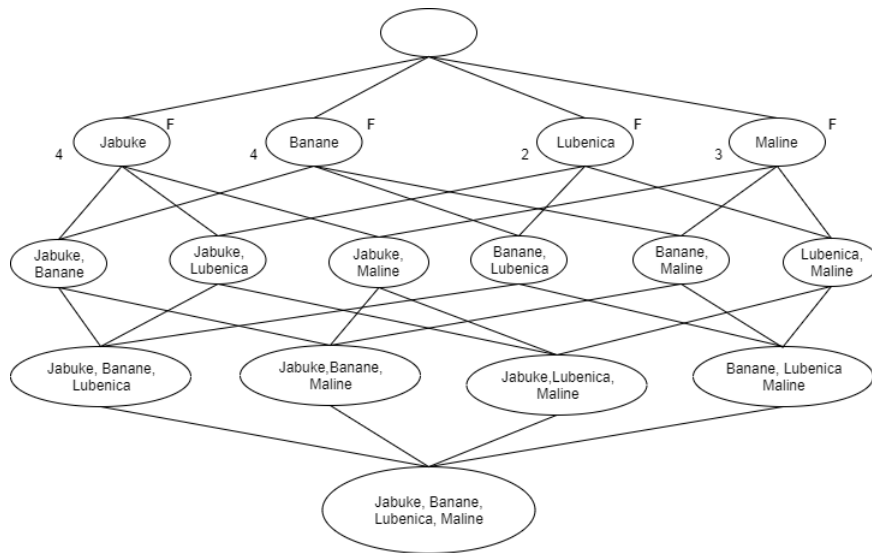 F
F
F
F
Jabuke
Banane
Lubenica
Maline
4
4
2
3
Jabuke,
Banane
Jabuke,
Lubenica
Jabuke,
Maline
Banane,
Lubenica
Banane,
Maline
Lubenica,
Maline
Jabuke, Banane,
Lubenica
Jabuke,Banane,
Maline
Jabuke,Lubenica,
Maline
Banane, Lubenica
Maline
Jabuke, Banane,
Lubenica, Maline